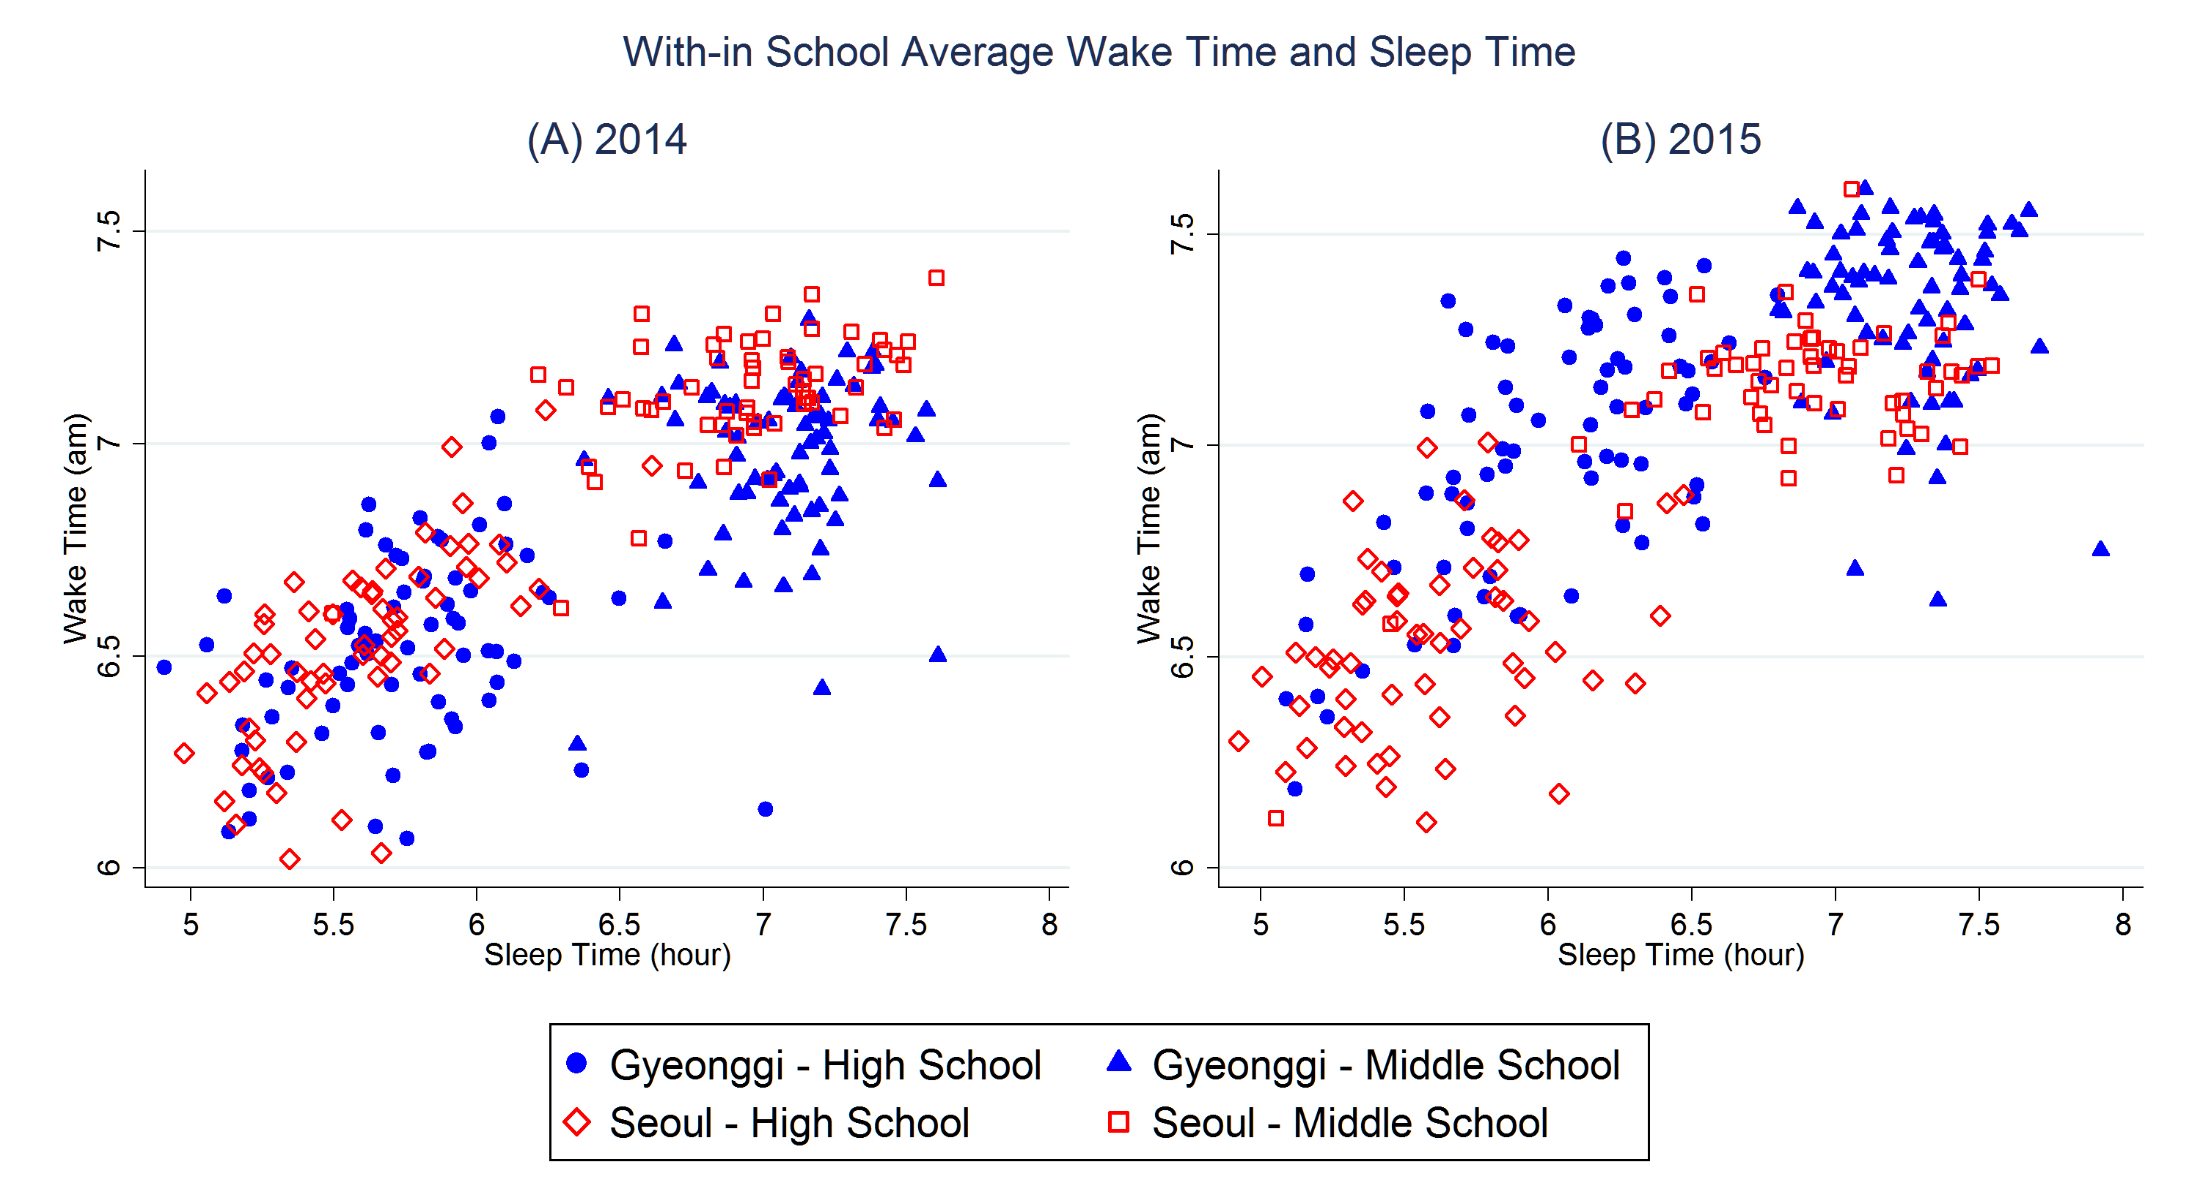 With-in School Average Wake Time and Sleep Time
(A) 2014
7.5
7
6.5
6
Wake Time (am)
5 5.5 6 6.5 7 7.5 8
Sleep Time (hour)
(B) 2015
7.5
7
6.5
6
Wake Time (am)
5 5.5 6 6.5 7 7.5 8
Sleep Time (hour)
Gyeonggi - High School
Gyeonggi - Middle School
Seoul - High School
Seoul - Middle School